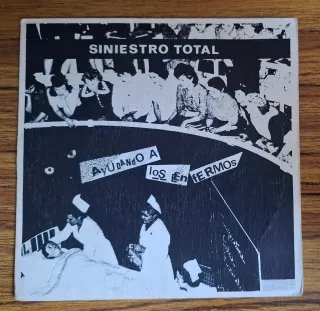 SINIESTRO TOTAL
AYUDANDO A
los EnfERMOS